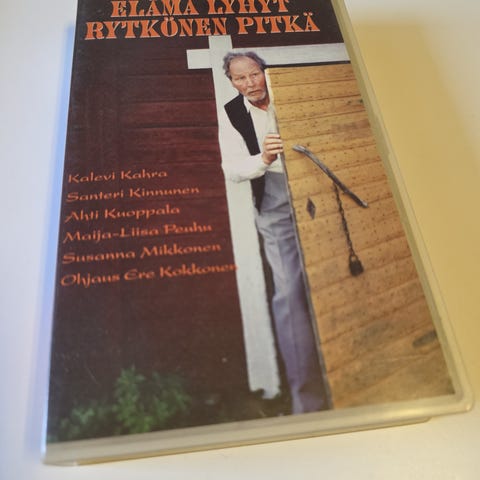 ELÄMÄ LYHYT
RYTKÖNEN PITKÄ
Kalevi Kahra
Santeri Kinnunen
Ahti Kuoppala
Maija-Liisa Peuhu
Susanna Mikkonen
Ohjaus Ere Kokkonen